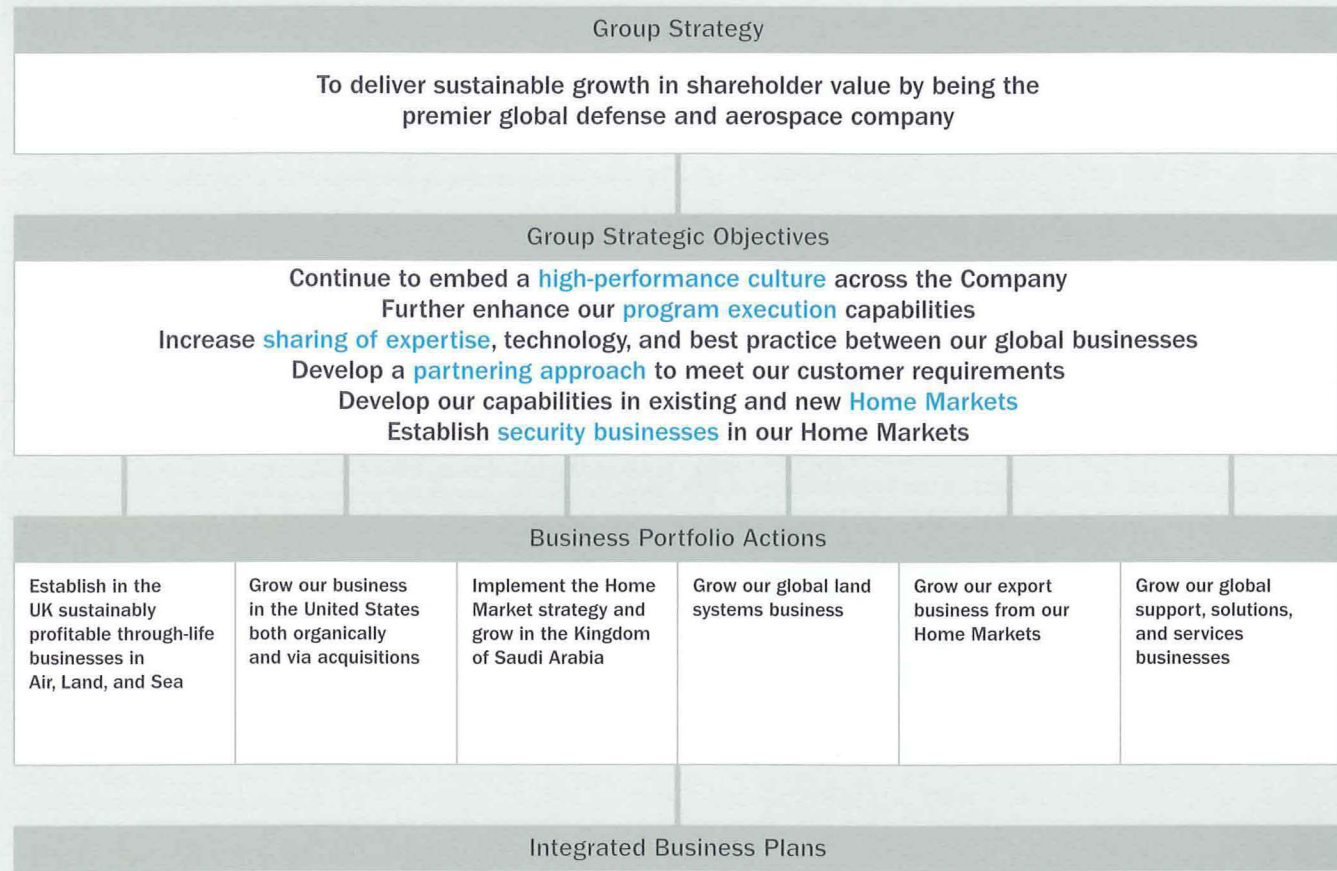 Group Strategy
To deliver sustainable growth in shareholder value by being the
premier global defense and aerospace company
Group Strategic Objectives
Continue to embed a high-performance culture across the Company
Further enhance our program execution capabilities
Increase sharing of expertise, technology, and best practice between our global businesses
Develop a partnering approach to meet our customer requirements
Develop our capabilities in existing and new Home Markets
Establish security businesses in our Home Markets
Business Portfolio Actions
Establish in the
UK sustainably
profitable through-life
businesses in
Air, Land, and Sea
Grow our business
in the United States
both organically
and via acquisitions
Implement the Home
Market strategy and
grow in the Kingdom
of Saudi Arabia
Grow our global land
systems business
Grow our export
business from our
Home Markets
Grow our global
support, solutions,
and services
businesses
Integrated Business Plans